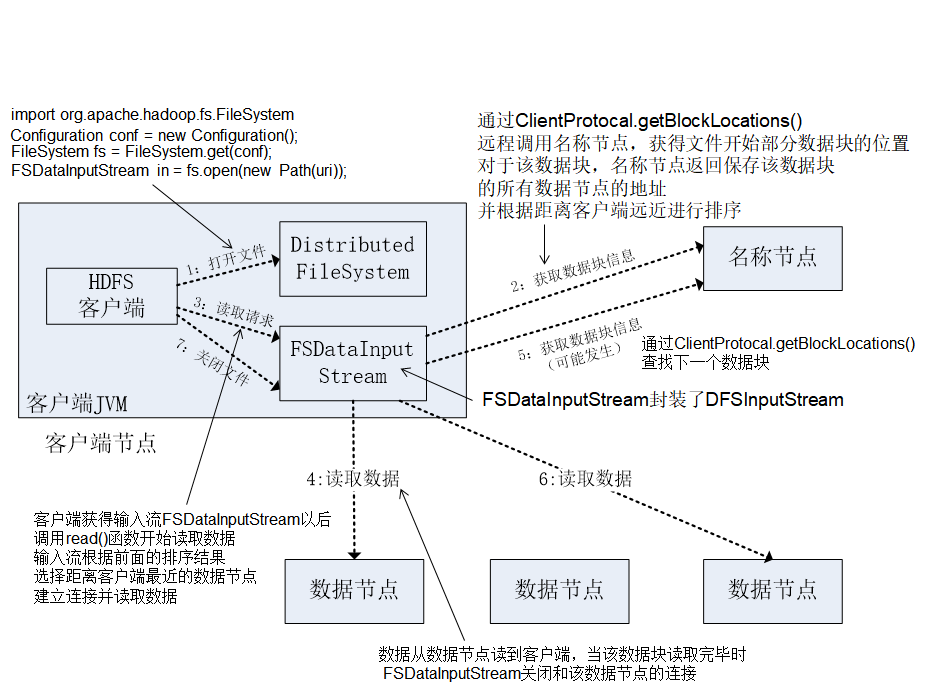 import org.apache.hadoop.fs.FileSystem
Configuration conf = new Configuration();
FileSystem fs = FileSystem.get(conf);
FSDataInputStream in = fs.open(new Path(uri));
通过ClientProtocal.getBlockLocations()
远程调用名称节点，获得文件开始部分数据块的位置
对于该数据块，名称节点返回保存该数据块
的所有数据节点的地址
并根据距离客户端远近进行排序
HDFS
客户端
1: 打开文件
Distributed
FileSystem
2: 获取数据块信息
名称节点
3: 读取请求
FSDataInput
Stream
5: 获取数据块信息
（可能发生）
通过ClientProtocal.getBlockLocations()
查找下一个数据块
7: 关闭文件
FSDataInputStream封装了DFSInputStream
客户端JVM
客户端节点
4:读取数据
6:读取数据
客户端获得输入流FSDataInputStream以后
调用read()函数开始读取数据
输入流根据前面的排序结果
选择距离客户端最近的数据节点
建立连接并读取数据
数据节点
数据节点
数据节点
数据从数据节点读到客户端，当该数据块读取完毕时
FSDataInputStream关闭和该数据节点的连接